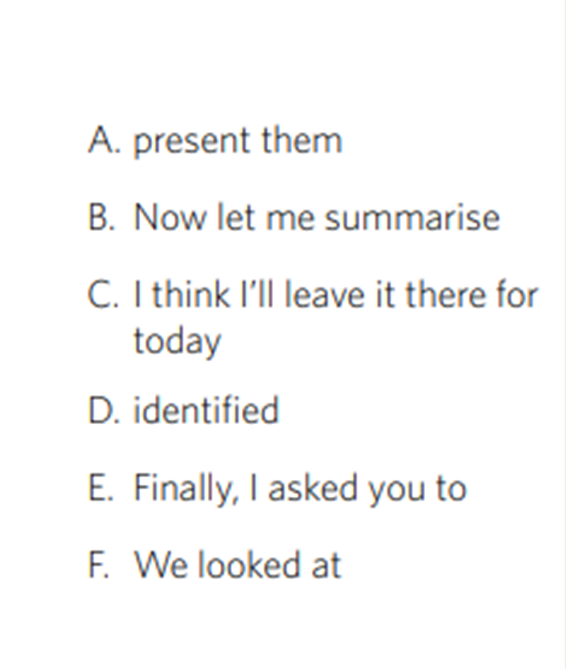 A. present them
B. Now let me summarise
C. I think I’ll leave it there for
today
D. identified
E. Finally, I asked you to
F. We looked at